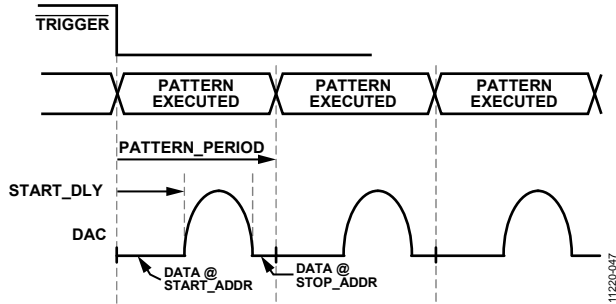 TRIGGER
PATTERN
EXECUTED
PATTERN
EXECUTED
PATTERN
EXECUTED
PATTERN_PERIOD
START_DLY
DAC
DATA @
START_ADDR
DATA @
STOP_ADDR
11220-047